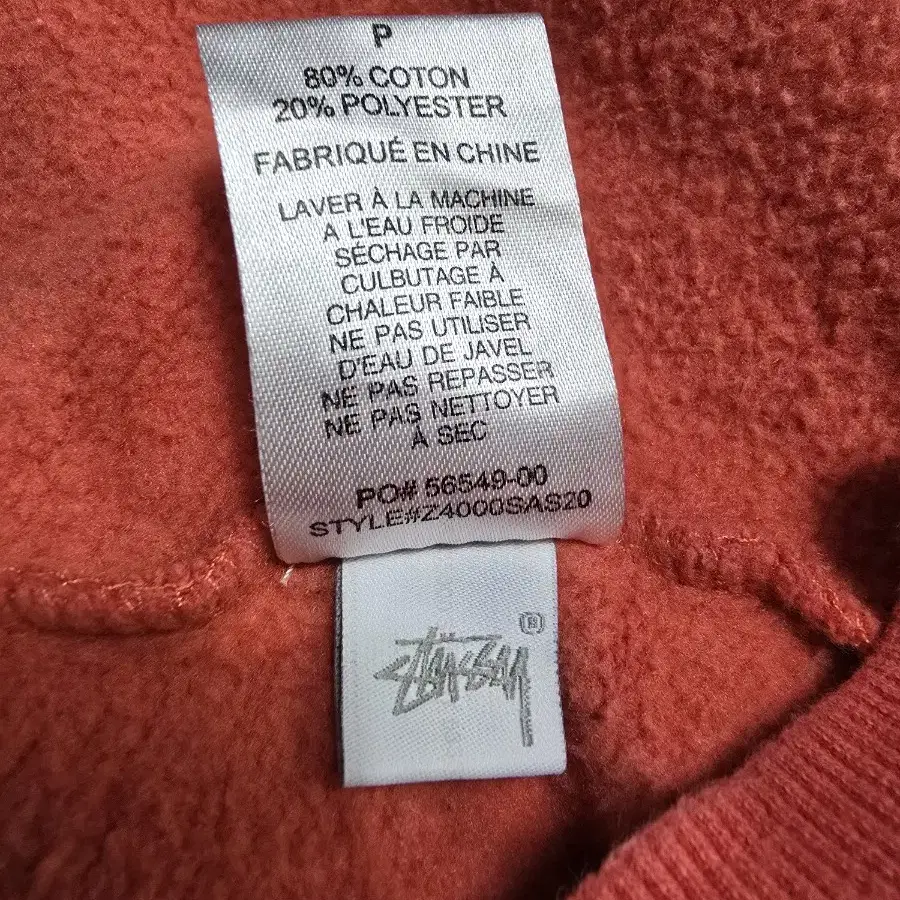 P
80% COTON
20% POLYESTER
FABRIQUÉ EN CHINE
LAVER À LA MACHINE
A L'EAU FROIDE
SÉCHAGE PAR
CULBUTAGE À
CHALEUR FAIBLE
NE PAS UTILISER
D'EAU DE JAVEL
NE PAS REPASSER
NE PAS NETTOYER
À SEC
PO# 56549-00
STYLE#Z4000SAS20
Stüssy ®